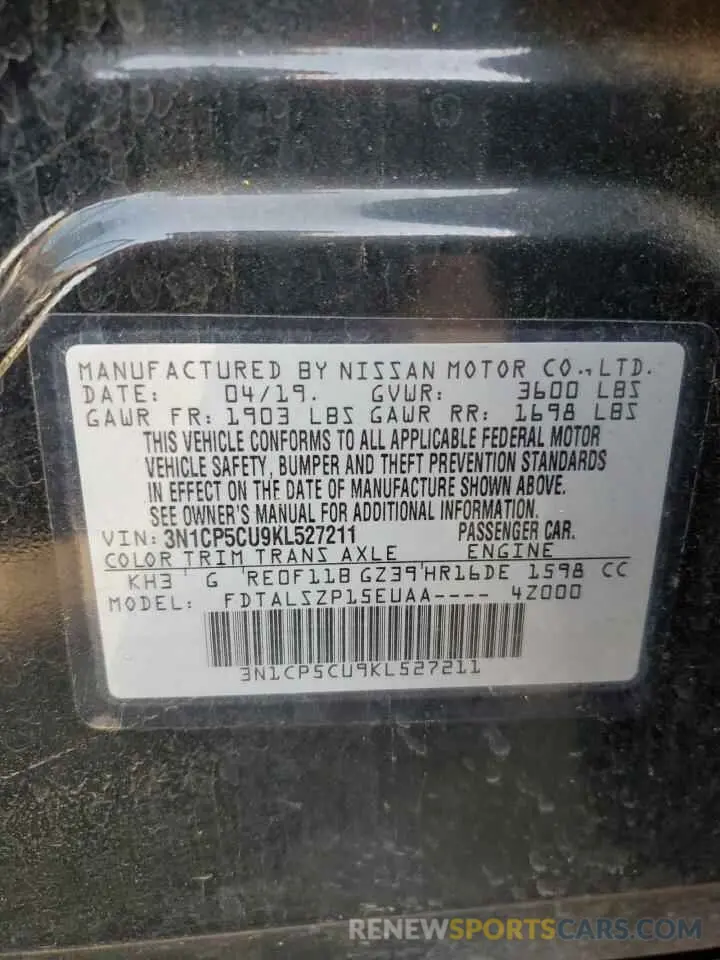 MANUFACTURED BY NISSAN MOTOR CO.,LTD.
DATE: 04/19. GVWR: 3600 LBS
GAWR FR: 1903 LBS GAWR RR: 1698 LBS
THIS VEHICLE CONFORMS TO ALL APPLICABLE FEDERAL MOTOR
VEHICLE SAFETY, BUMPER AND THEFT PREVENTION STANDARDS
IN EFFECT ON THE DATE OF MANUFACTURE SHOWN ABOVE.
SEE OWNER'S MANUAL FOR ADDITIONAL INFORMATION.
VIN: 3N1CP5CU9KL527211 PASSENGER CAR.
COLOR TRIM TRANS AXLE ENGINE
KH3 G RE0F11B GZ39 HR16DE 1598 CC
MODEL: FDTALSZP15EUAA---- 4Z000
3N1CP5CU9KL527211
RENEWSPORTSCARS.COM